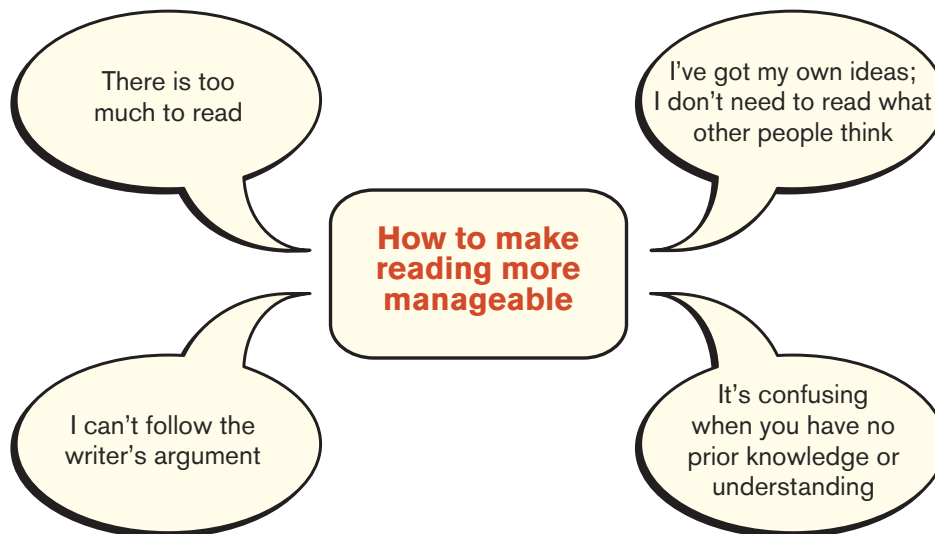 There is too
much to read
I've got my own ideas;
I don't need to read what
other people think
How to make
reading more
manageable
I can't follow the
writer's argument
It's confusing
when you have no
prior knowledge or
understanding